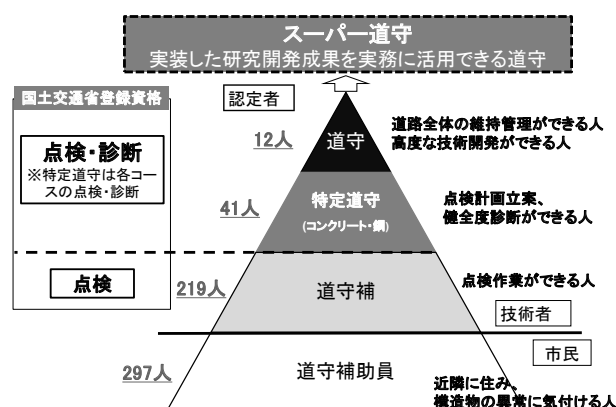 スーパー道守
実装した研究開発成果を実務に活用できる道守
国土交通省登録資格
点検・診断
※特定道守は各コー
スの点検・診断
点検
認定者
12人
道守
道路全体の維持管理ができる人
高度な技術開発ができる人
41人
特定道守
(コンクリート・鋼)
点検計画立案、
健全度診断ができる人
219人
道守補
点検作業ができる人
技術者
市民
297人
道守補助員
近隣に住み、
構造物の異常に気付ける人